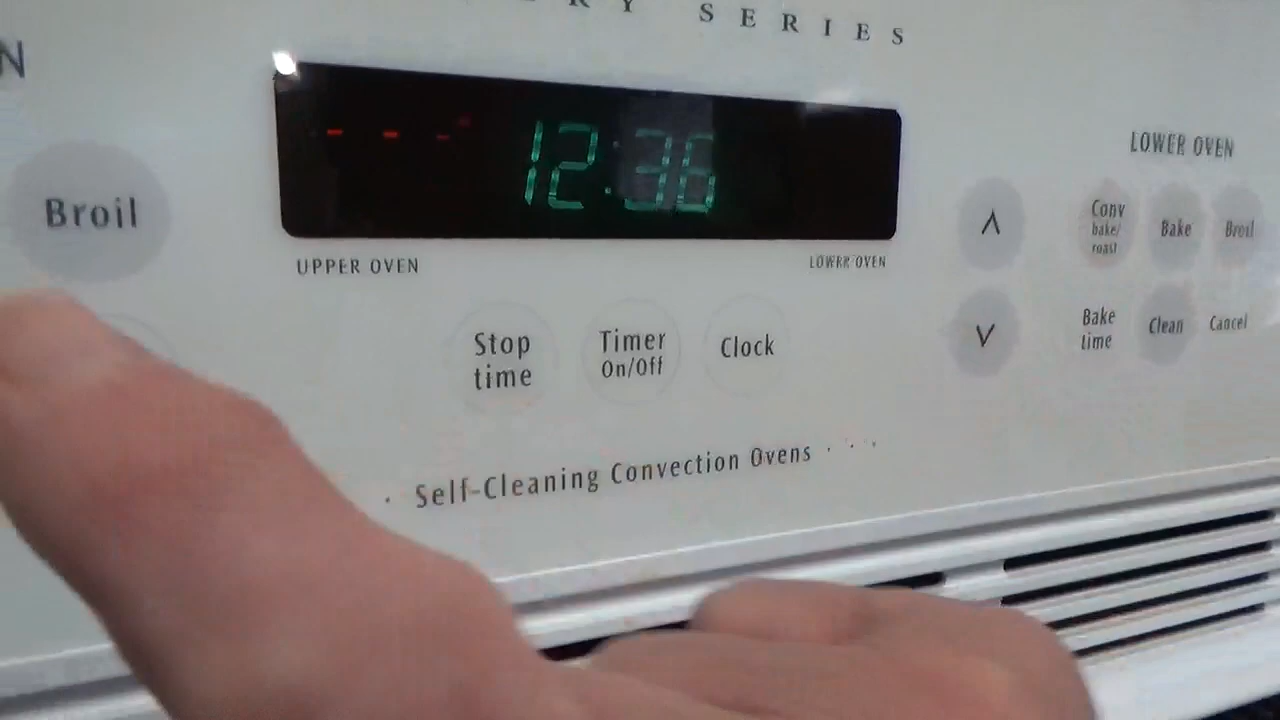 SERIES
N
Broil
- - -
12:36
UPPER OVEN
LOWER OVEN
Stop
time
Timer
On/Off
Clock
LOWER OVEN
Conv
bake/
roast
Bake
Broil
Bake
time
Clean
Cancel
· Self-Cleaning Convection Ovens ·